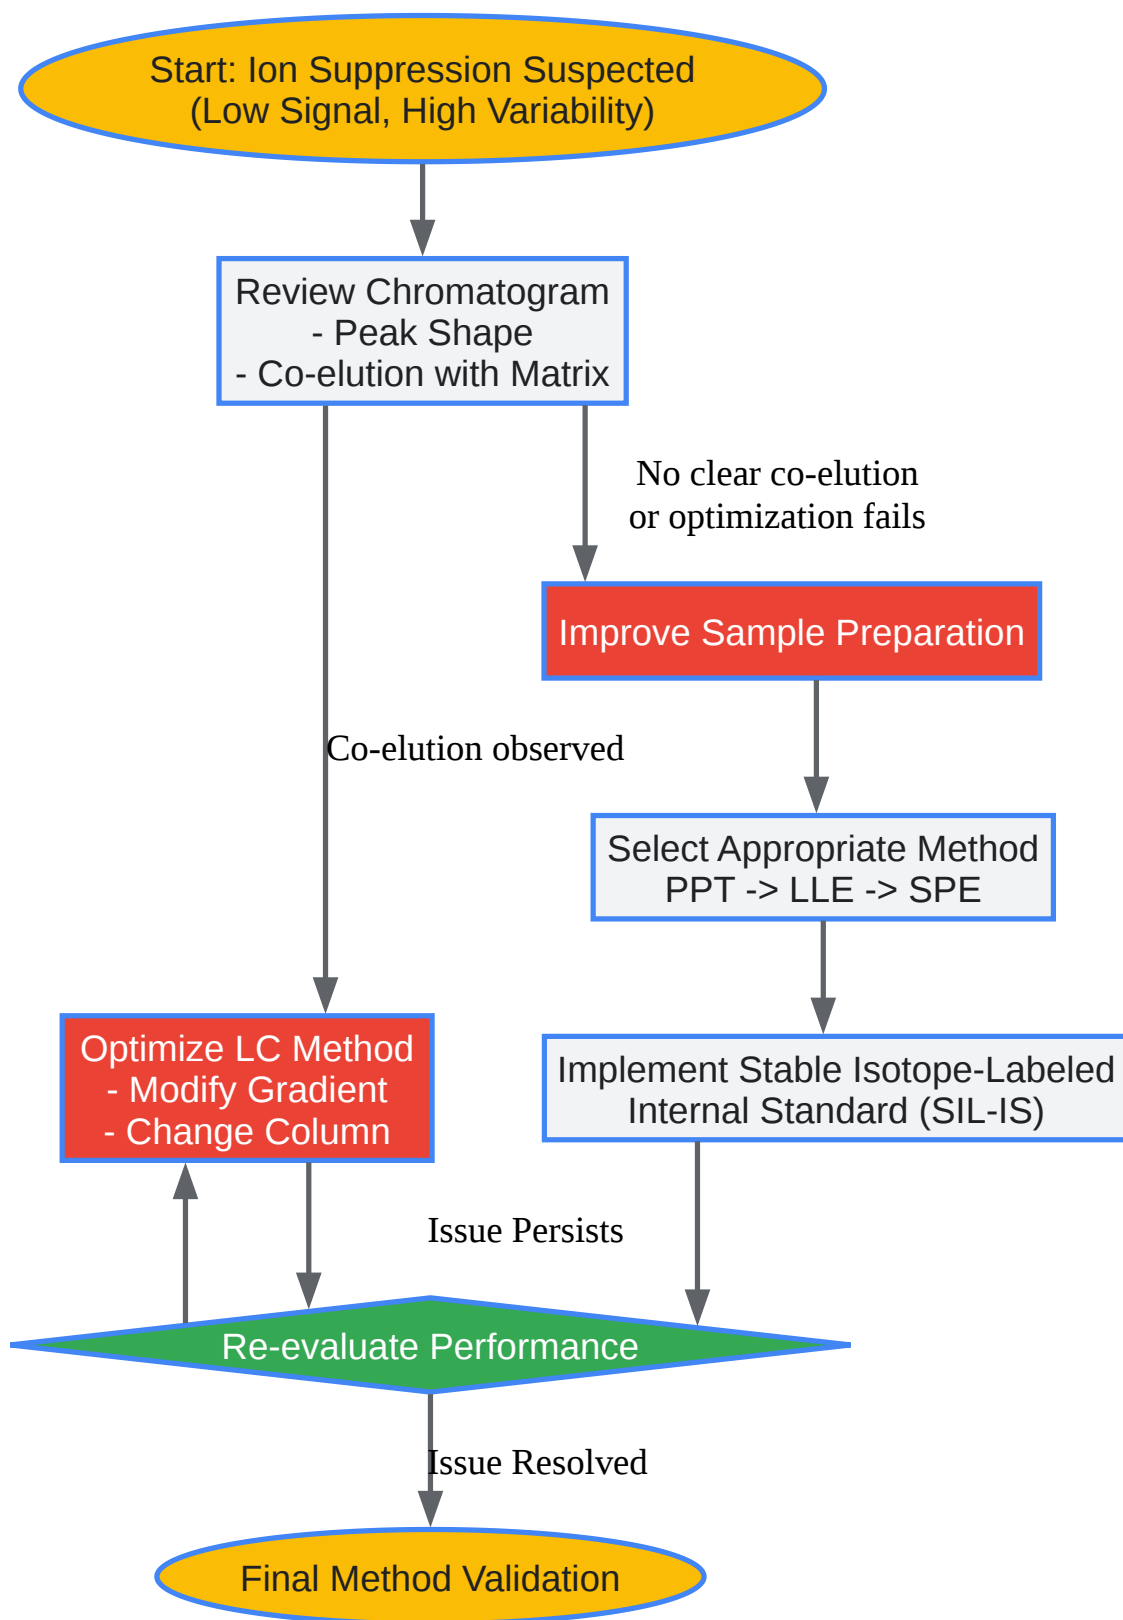 Start: Ion Suppression Suspected
(Low Signal, High Variability)
Review Chromatogram
- Peak Shape
- Co-elution with Matrix
No clear co-elution
or optimization fails
Improve Sample Preparation
Co-elution observed
Select Appropriate Method
PPT -> LLE -> SPE
Optimize LC Method
- Modify Gradient
- Change Column
Implement Stable Isotope-Labeled
Internal Standard (SIL-IS)
Issue Persists
Re-evaluate Performance
Issue Resolved
Final Method Validation